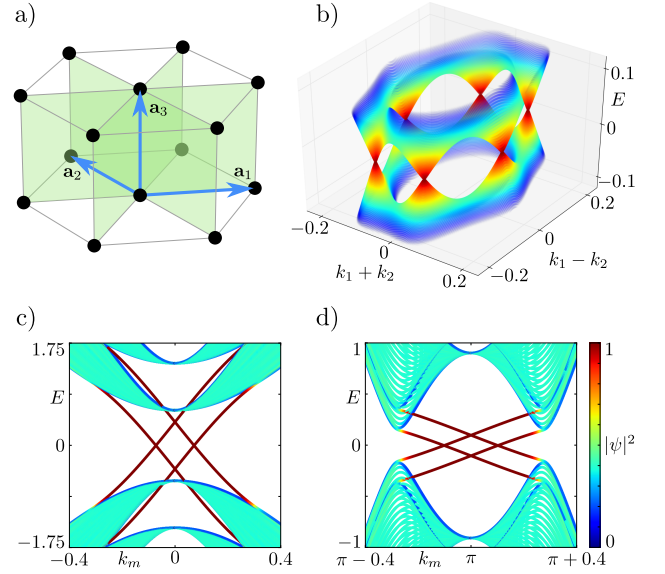 a)
a₃
a₂
a₁
b)
0.1
E
0
−0.1
−0.2
0
0.2
k₁ + k₂
0.2
0
−0.2
k₁ − k₂
c)
1.75
E
0
−1.75
−0.4
k_m
0
0.4
d)
1
E
0
−1
π − 0.4
k_m
π
π + 0.4
1
|ψ|²
0